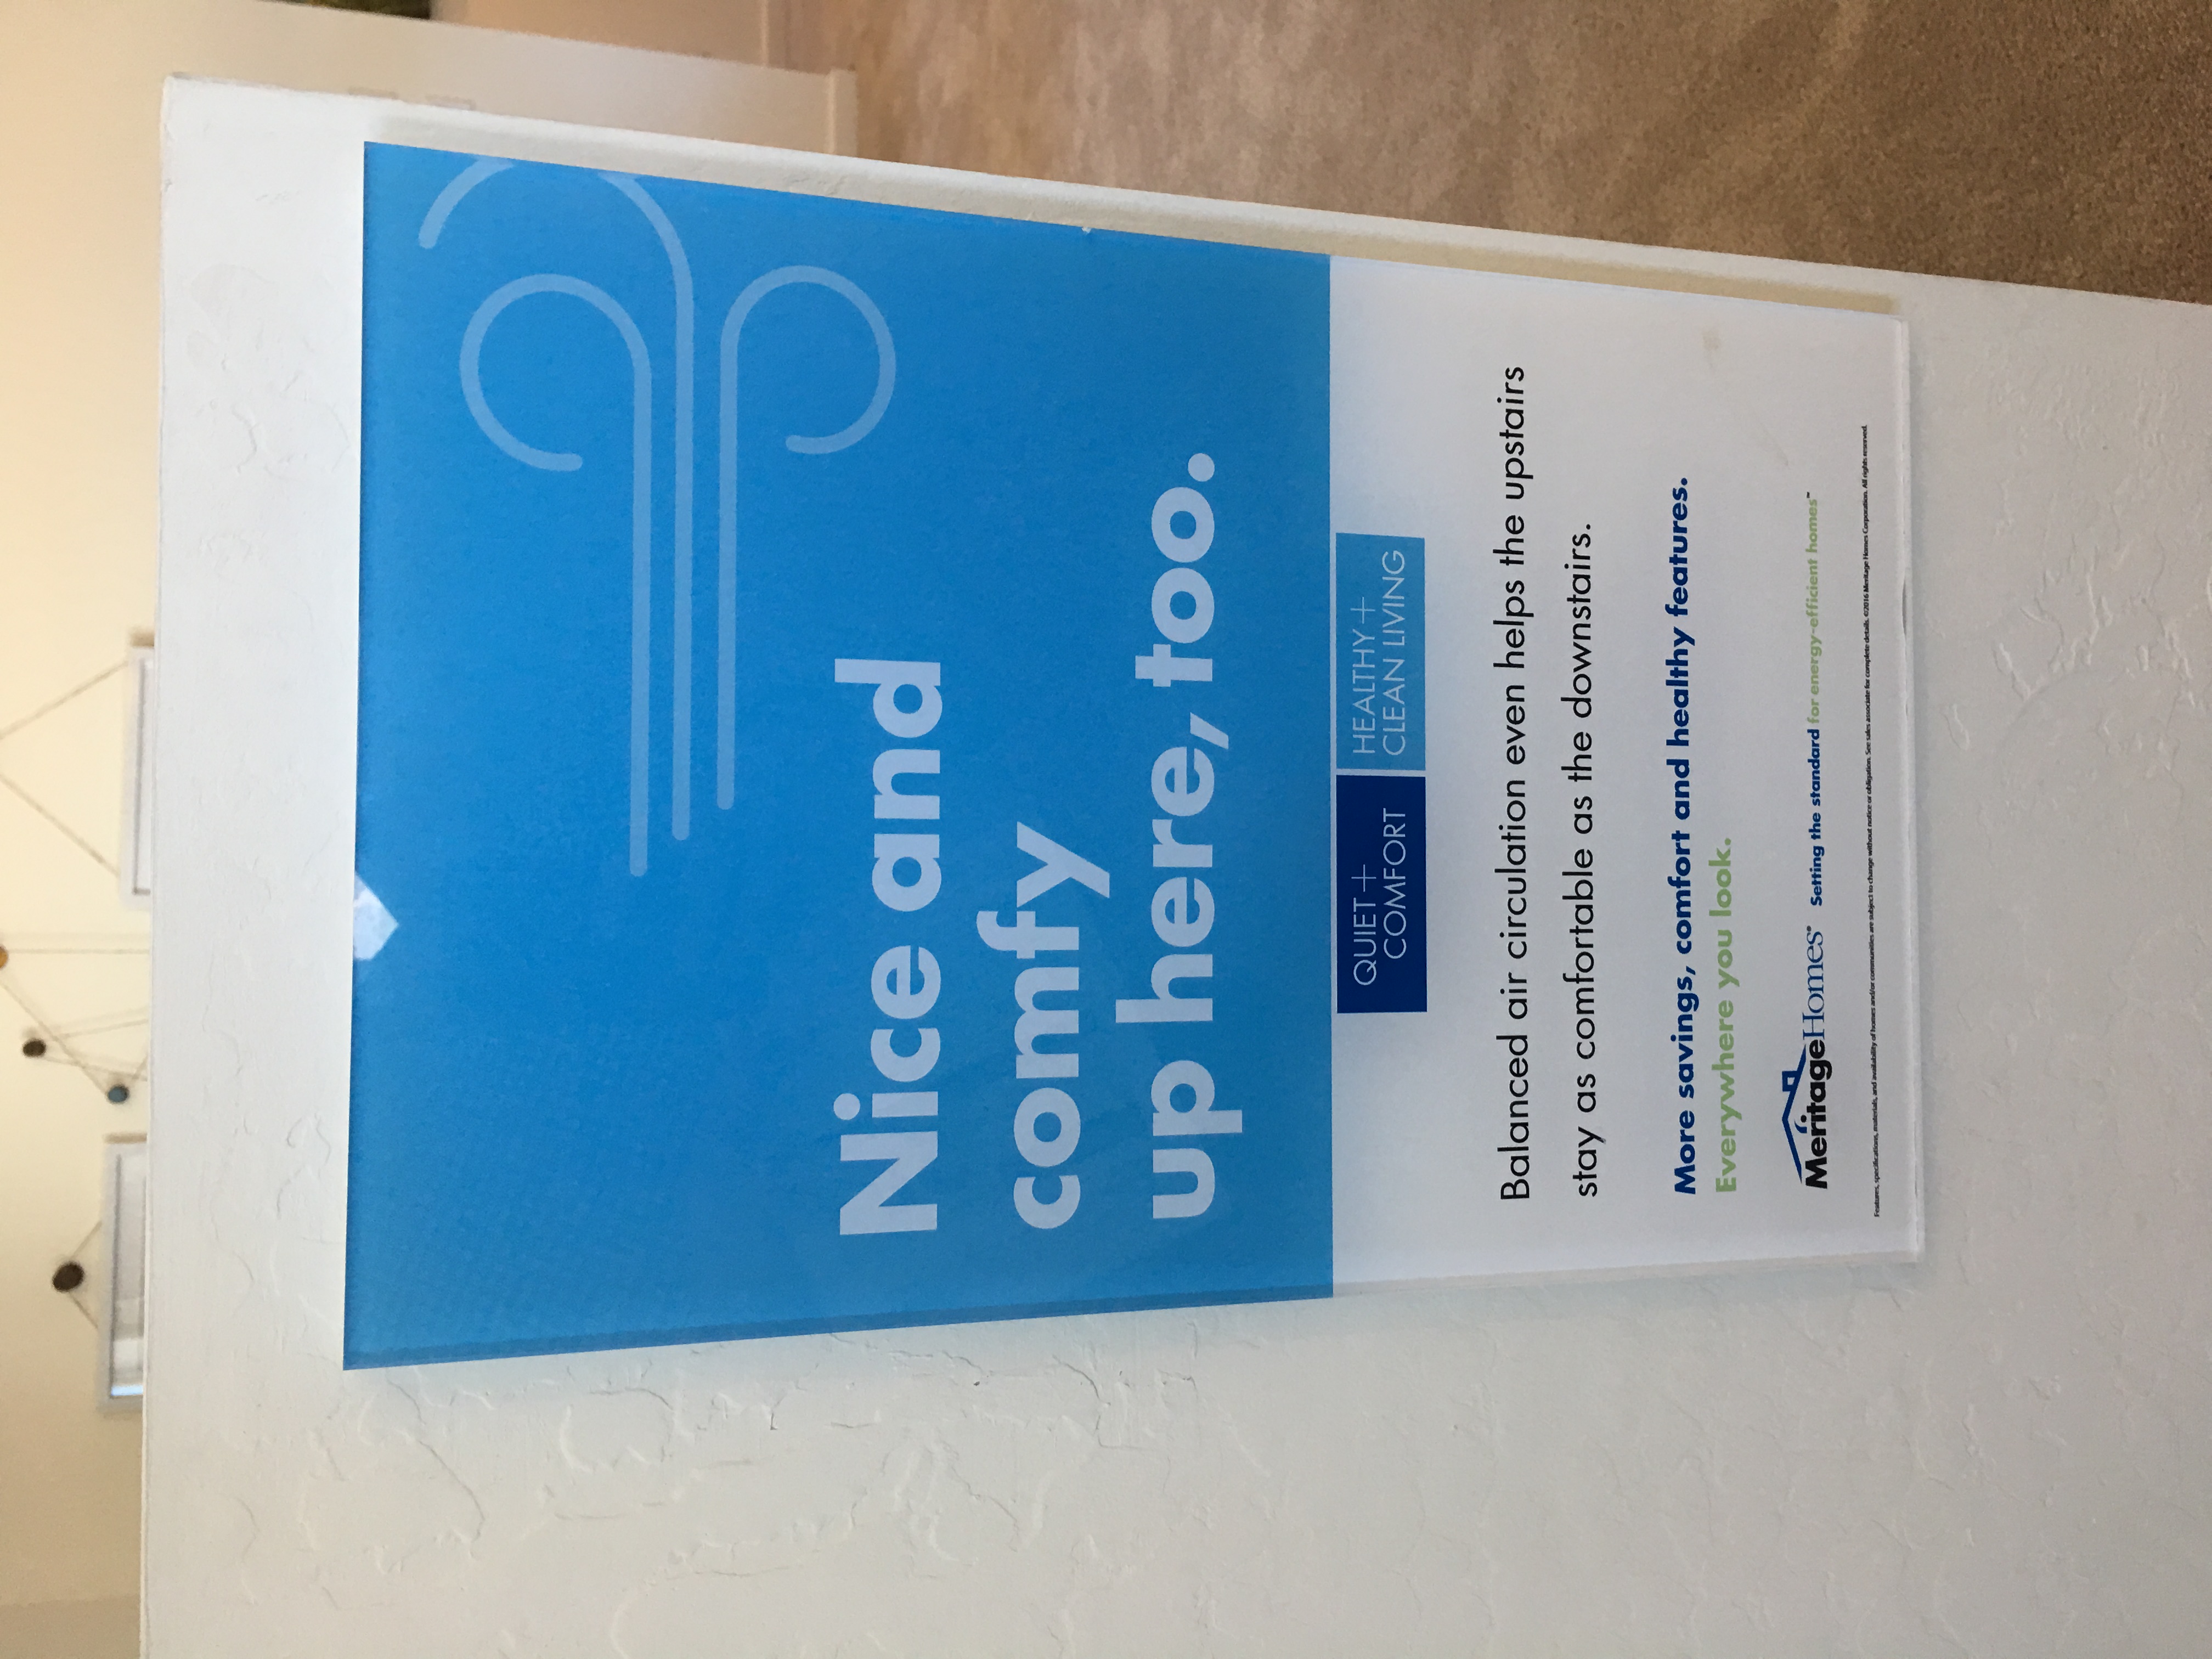 Nice and
comfy
up here, too.
QUIET+
COMFORT
HEALTHY+
CLEAN LIVING
Balanced air circulation even helps the upstairs
stay as comfortable as the downstairs.
More savings, comfort and healthy features.
Everywhere you look.
MeritageHomes® Setting the standard for energy-efficient homes™
Features, specifications, materials, and availability of homes and/or communities are subject to change without notice or obligation. See sales associate for complete details. ©2016 Meritage Homes Corporation. All rights reserved.